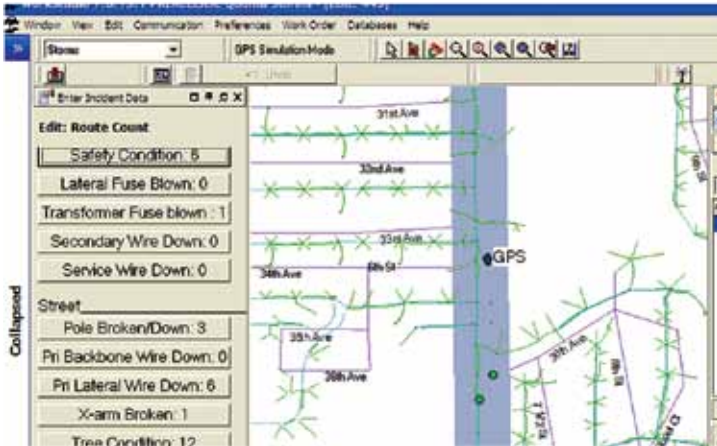 Window View Edit Communication Preferences Work Order Databases Help
Storms
GPS Simulation Mode
Undo
Enter Incident Data
Edit: Route Count
Safety Condition: 6
Lateral Fuse Blown: 0
Transformer Fuse blown : 1
Secondary Wire Down: 0
Service Wire Down: 0
Street
Pole Broken/Down: 3
Pri Backbone Wire Down: 0
Pri Lateral Wire Down: 6
X-arm Broken: 1
Tree Condition: 12
Collapsed
31st Ave
32nd Ave
33rd Ave
34th Ave
GPS
35th Ave
36th Ave